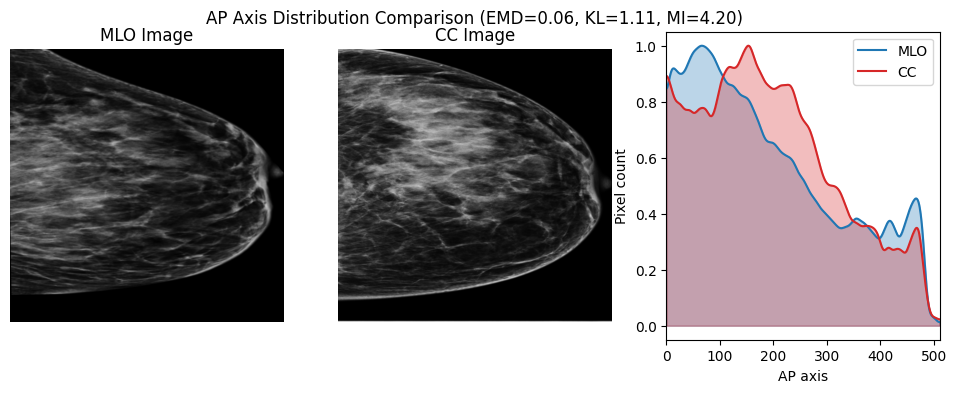 AP Axis Distribution Comparison (EMD=0.06, KL=1.11, MI=4.20)
MLO Image
CC Image
MLO
CC
Pixel count
1.0
0.8
0.6
0.4
0.2
0.0
0 100 200 300 400 500
AP axis